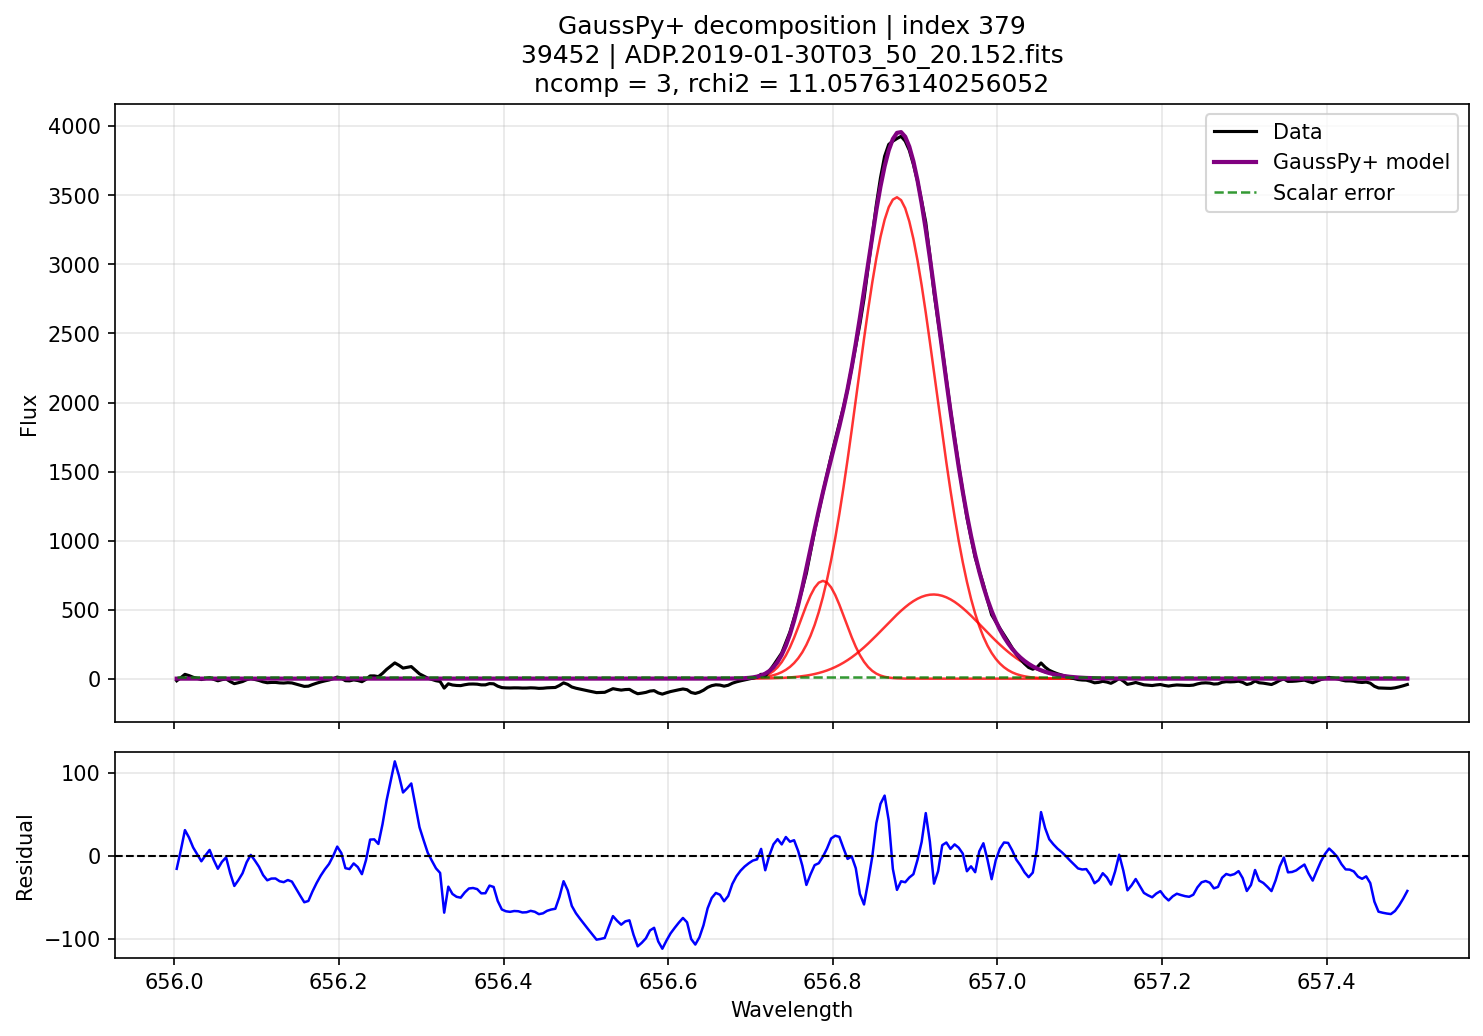 GaussPy+ decomposition | index 379
39452 | ADP.2019-01-30T03_50_20.152.fits
ncomp = 3, rchi2 = 11.05763140256052
Data
GaussPy+ model
Scalar error
Flux
4000
3500
3000
2500
2000
1500
1000
500
0
Residual
100
0
−100
656.0 656.2 656.4 656.6 656.8 657.0 657.2 657.4
Wavelength